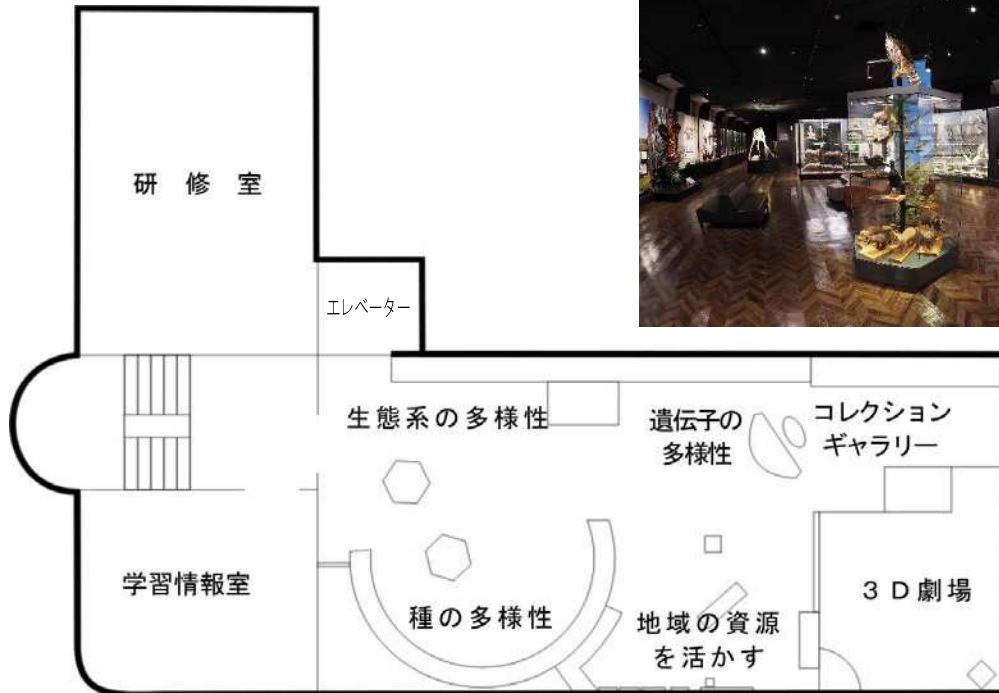 研修室
エレベーター
生態系の多様性
遺伝子の
多様性
コレクション
ギャラリー
学習情報室
種の多様性
地域の資源
を活かす
3D劇場